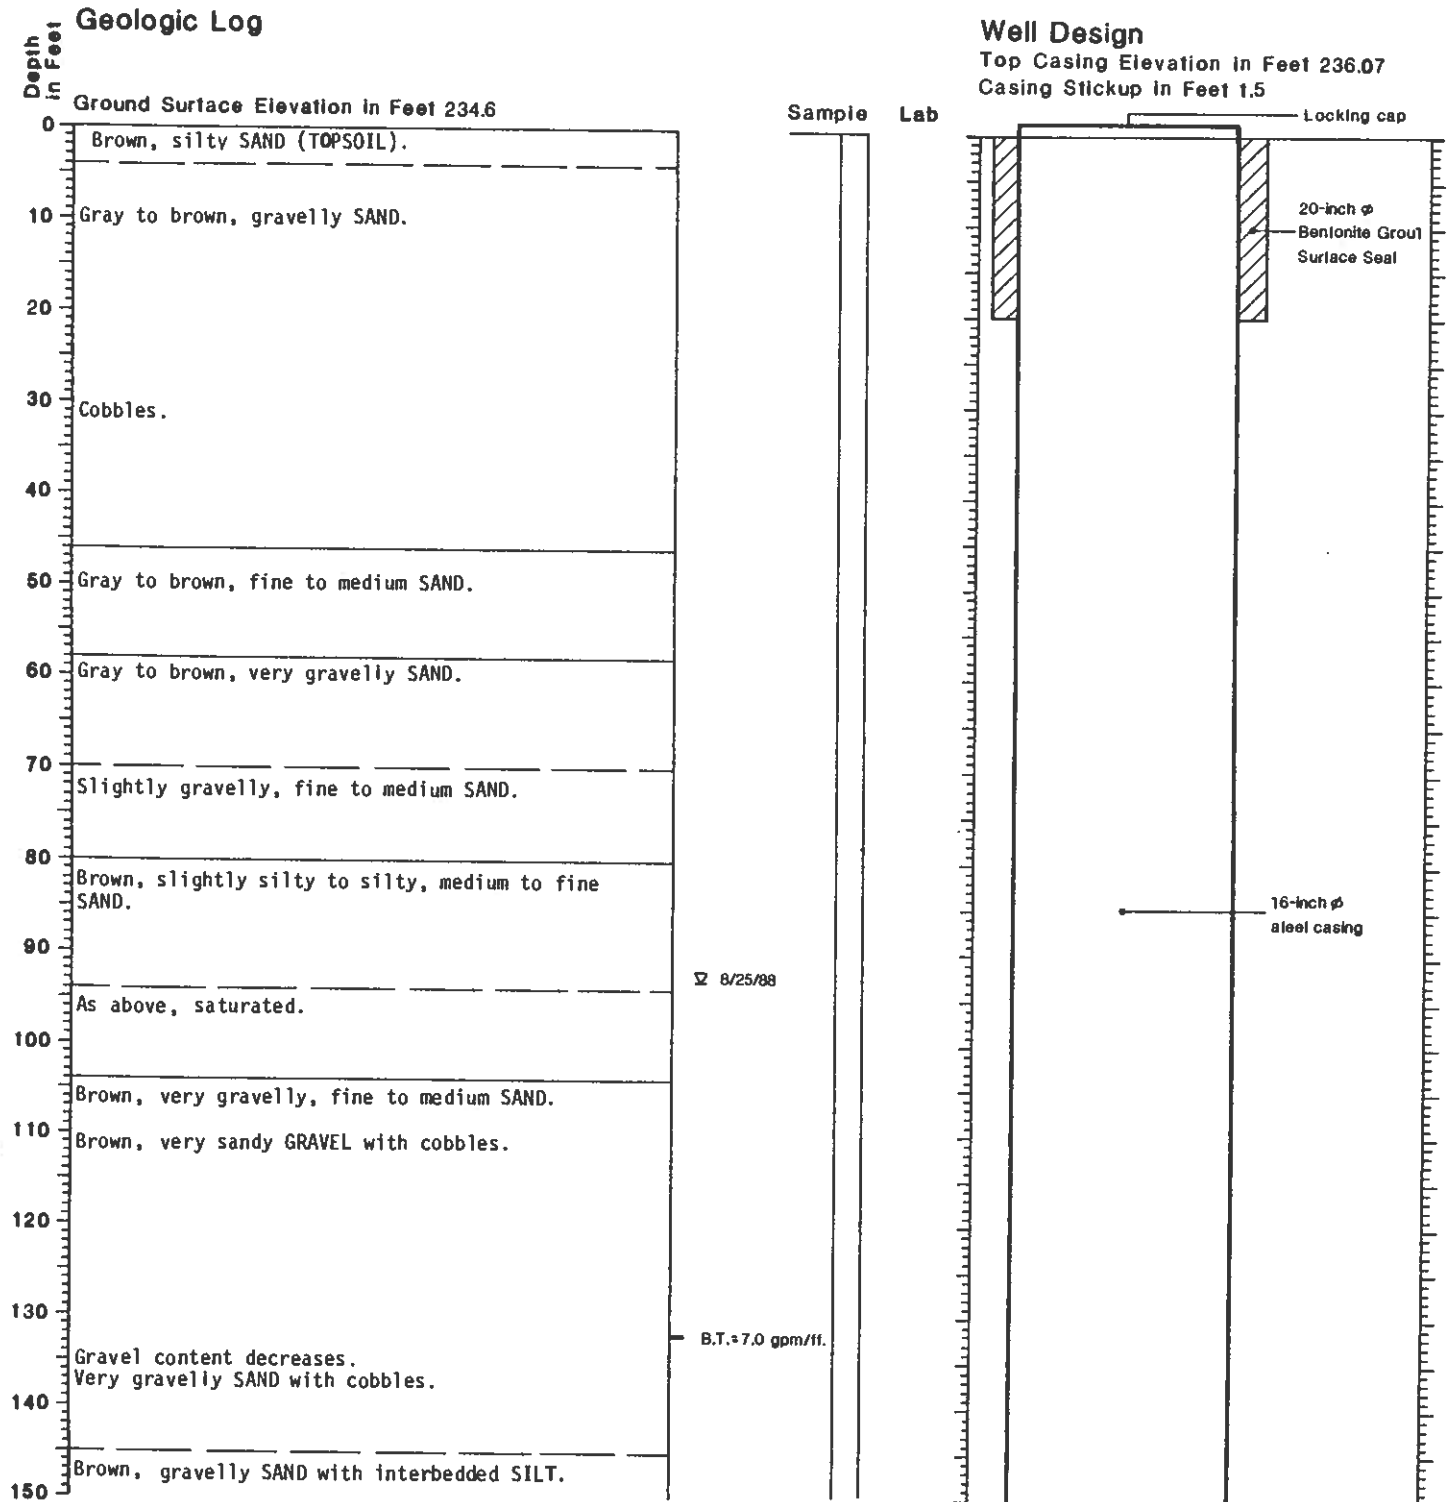 Geologic Log
Depth
in Feet
Ground Surface Elevation in Feet 234.6
0
Brown, silty SAND (TOPSOIL).
10
Gray to brown, gravelly SAND.
20
30
Cobbles.
40
50
Gray to brown, fine to medium SAND.
60
Gray to brown, very gravelly SAND.
70
Slightly gravelly, fine to medium SAND.
80
Brown, slightly silty to silty, medium to fine
SAND.
90
8/25/88
As above, saturated.
100
Brown, very gravelly, fine to medium SAND.
110
Brown, very sandy GRAVEL with cobbles.
120
130
B.T.=7.0 gpm/ft.
Gravel content decreases.
Very gravelly SAND with cobbles.
140
Brown, gravelly SAND with interbedded SILT.
150
Sample Lab
Well Design
Top Casing Elevation in Feet 236.07
Casing Stickup in Feet 1.5
Locking cap
20-inch ø
Bentonite Grout
Surface Seal
16-inch ø
steel casing